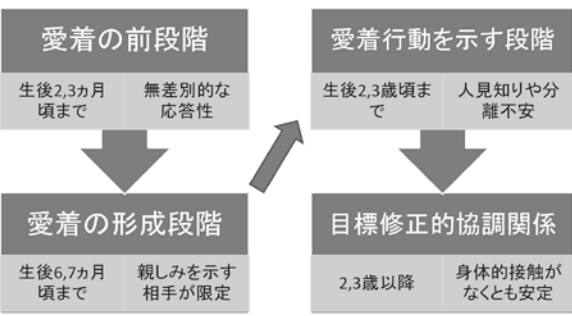 愛着の前段階
生後2,3ヵ月
頃まで
無差別的な
応答性
愛着の形成段階
生後6,7ヵ月
頃まで
親しみを示す
相手が限定
愛着行動を示す段階
生後2,3歳頃ま
で
人見知りや分
離不安
目標修正的協調関係
2,3歳以降
身体的接触が
なくとも安定